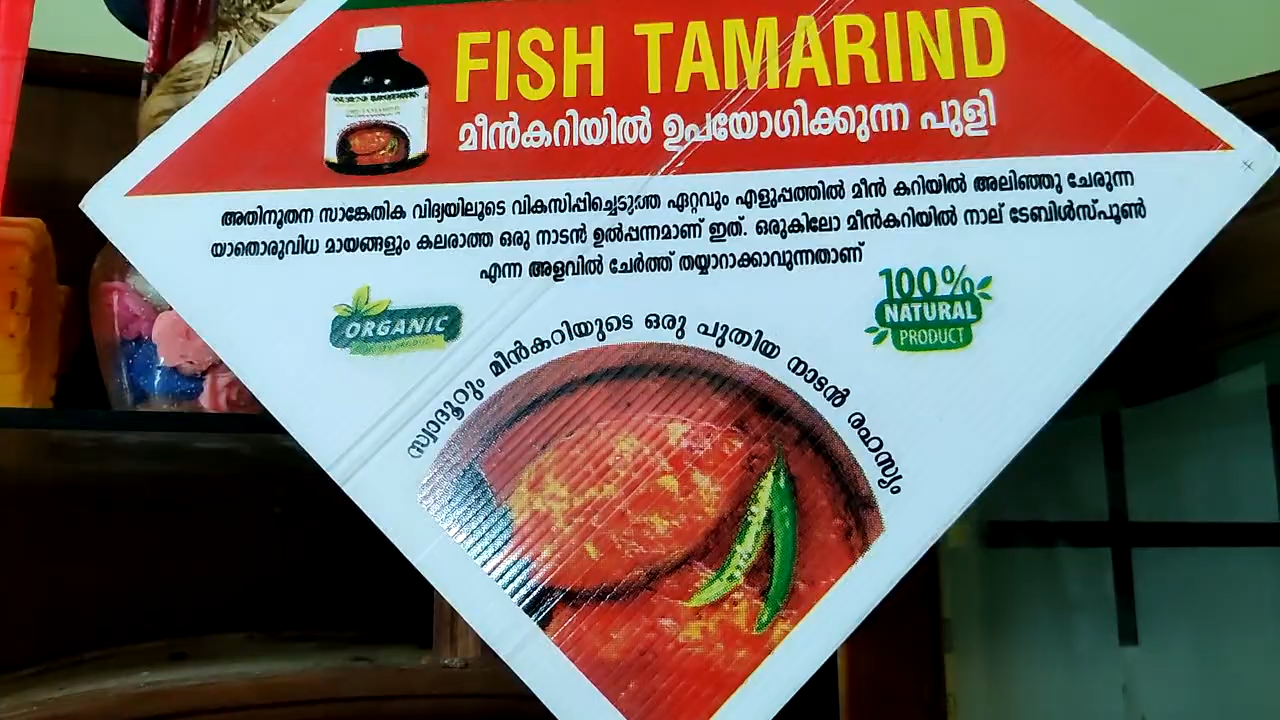 FISH TAMARIND
മീൻകറിയിൽ ഉപയോഗിക്കുന്ന പുളി
അതിനൂതന സാങ്കേതിക വിദ്യയിലൂടെ വികസിപ്പിച്ചെടുത്ത ഏറ്റവും എളുപ്പത്തിൽ മീൻ കറിയിൽ അലിഞ്ഞു ചേരുന്ന
യാതൊരുവിധ മായങ്ങളും കലരാത്ത ഒരു നാടൻ ഉൽപ്പന്നമാണ് ഇത്. ഒരുകിലോ മീൻകറിയിൽ നാല് ടേബിൾസ്പൂൺ
എന്ന അളവിൽ ചേർത്ത് തയ്യാറാക്കാവുന്നതാണ്
ORGANIC
100%
NATURAL
PRODUCT
സ്വാദൂറും മീൻകറിയുടെ ഒരു പുതിയ നാടൻ രഹസ്യം